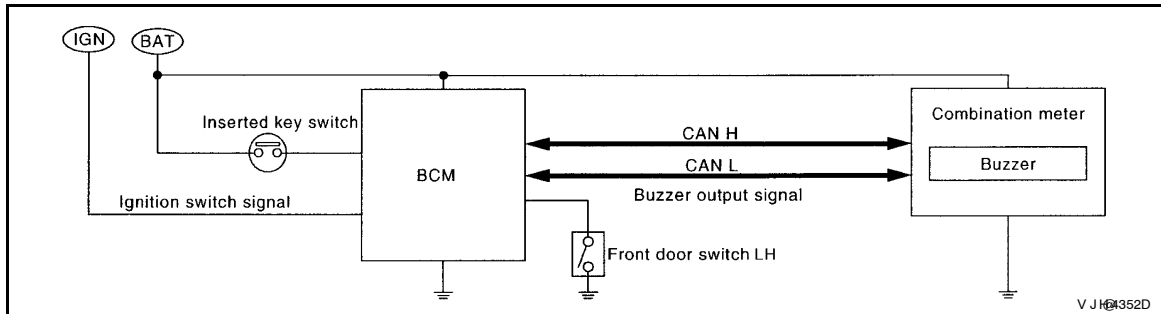 IGN
BAT
Inserted key switch
Ignition switch signal
BCM
CAN H
CAN L
Buzzer output signal
Front door switch LH
Combination meter
Buzzer